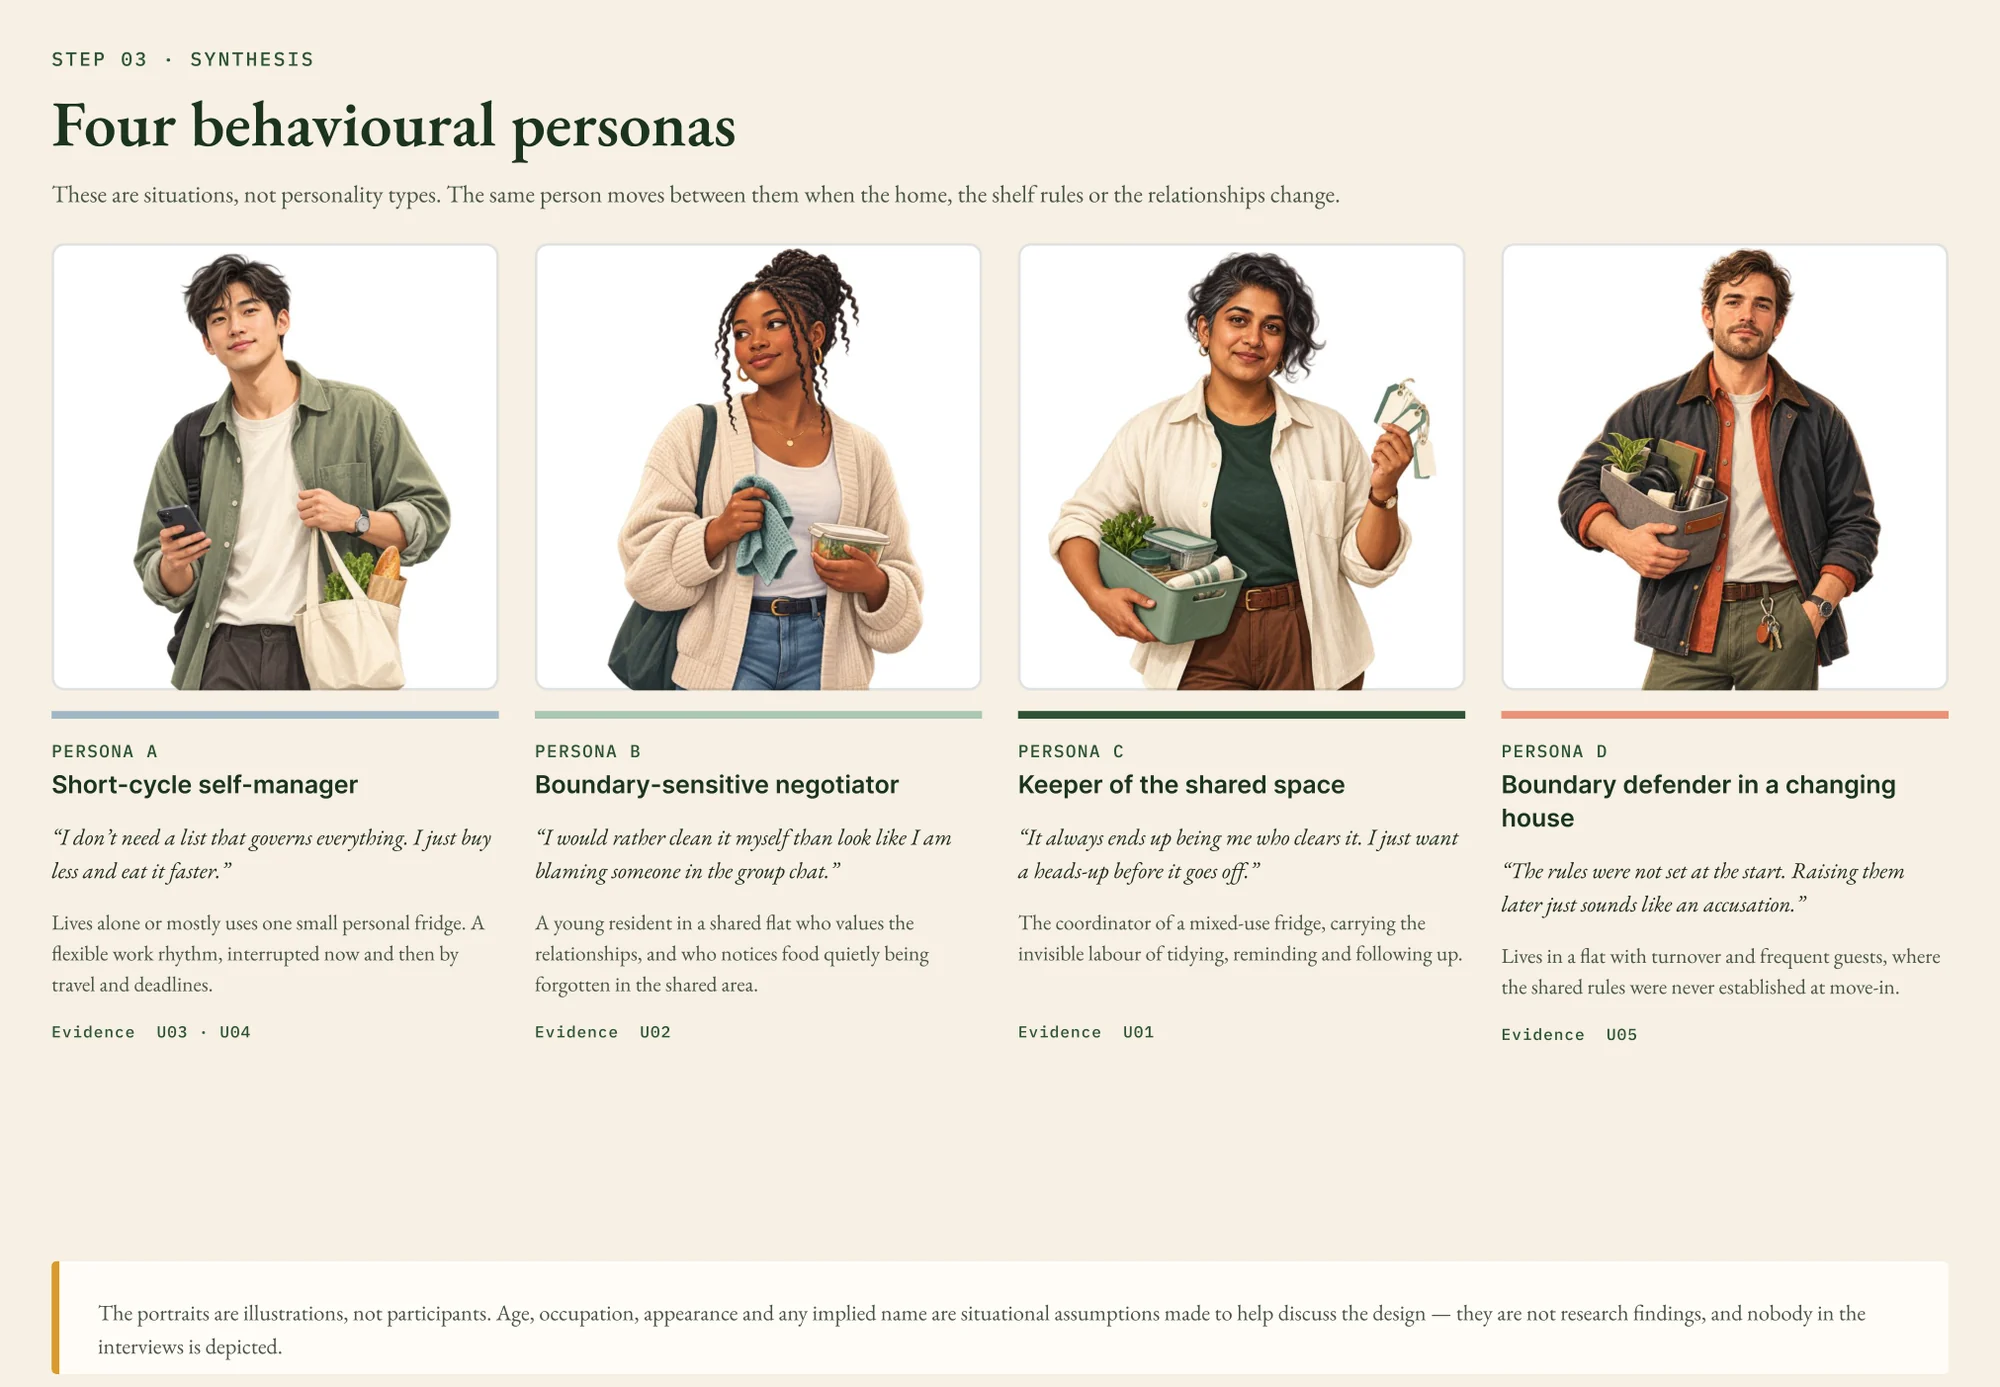 STEP 03 · SYNTHESIS
Four behavioural personas
These are situations, not personality types. The same person moves between them when the home, the shelf rules or the relationships change.
PERSONA A
Short-cycle self-manager
“I don’t need a list that governs everything. I just buy
less and eat it faster.”
Lives alone or mostly uses one small personal fridge. A
flexible work rhythm, interrupted now and then by
travel and deadlines.
Evidence U03 · U04
PERSONA B
Boundary-sensitive negotiator
“I would rather clean it myself than look like I am
blaming someone in the group chat.”
A young resident in a shared flat who values the
relationships, and who notices food quietly being
forgotten in the shared area.
Evidence U02
PERSONA C
Keeper of the shared space
“It always ends up being me who clears it. I just want
a heads-up before it goes off.”
The coordinator of a mixed-use fridge, carrying the
invisible labour of tidying, reminding and following up.
Evidence U01
PERSONA D
Boundary defender in a changing
house
“The rules were not set at the start. Raising them
later just sounds like an accusation.”
Lives in a flat with turnover and frequent guests, where
the shared rules were never established at move-in.
Evidence U05
The portraits are illustrations, not participants. Age, occupation, appearance and any implied name are situational assumptions made to help discuss the design — they are not research findings, and nobody in the
interviews is depicted.